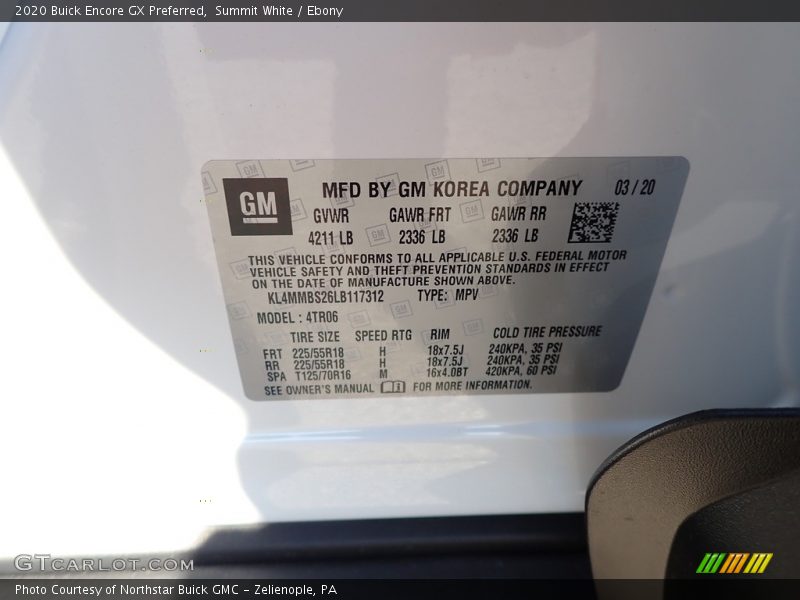 2020 Buick Encore GX Preferred, Summit White / Ebony
GM
MFD BY GM KOREA COMPANY 03/20
GVWR GAWR FRT GAWR RR
4211 LB 2336 LB 2336 LB
THIS VEHICLE CONFORMS TO ALL APPLICABLE U.S. FEDERAL MOTOR
VEHICLE SAFETY AND THEFT PREVENTION STANDARDS IN EFFECT
ON THE DATE OF MANUFACTURE SHOWN ABOVE.
KL4MMBS26LB117312 TYPE: MPV
MODEL : 4TR06
TIRE SIZE SPEED RTG RIM COLD TIRE PRESSURE
FRT 225/55R18 H 18x7.5J 240KPA, 35 PSI
RR 225/55R18 H 18x7.5J 240KPA, 35 PSI
SPA T125/70R16 M 16x4.0BT 420KPA, 60 PSI
SEE OWNER'S MANUAL FOR MORE INFORMATION.
GTCARLOT.COM
Photo Courtesy of Northstar Buick GMC - Zelienople, PA